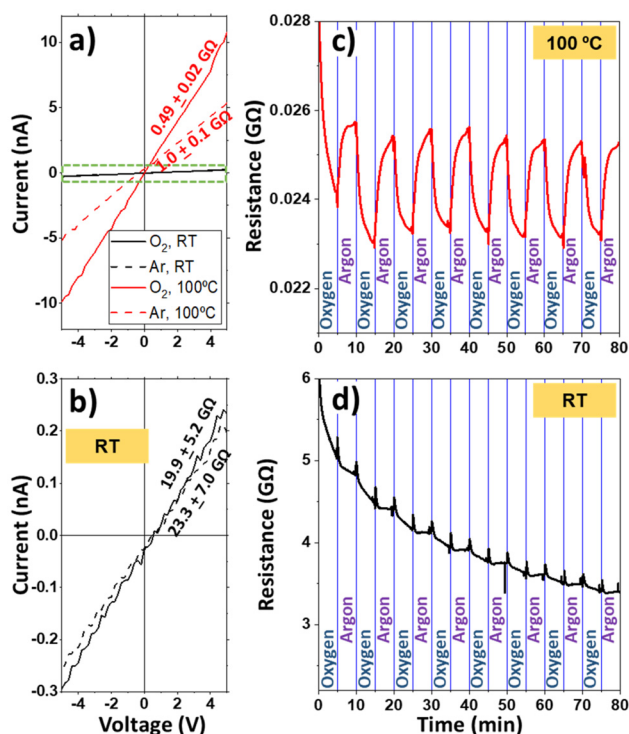 a)
Current (nA)
10
5
0
-5
-10
-4 -2 0 2 4
0.49 ± 0.02 GΩ
1.0 ± 0.1 GΩ
O2, RT
Ar, RT
O2, 100ºC
Ar, 100ºC
c)
100 ºC
Resistance (GΩ)
0.028
0.026
0.024
0.022
Oxygen Argon Oxygen Argon Oxygen Argon Oxygen Argon Oxygen Argon Oxygen Argon Oxygen Argon Oxygen Argon
0 10 20 30 40 50 60 70 80
b)
RT
Current (nA)
0.3
0.2
0.1
0.0
-0.1
-0.2
-0.3
19.9 ± 5.2 GΩ
23.3 ± 7.0 GΩ
-4 -2 0 2 4
Voltage (V)
d)
RT
Resistance (GΩ)
6
5
4
3
Oxygen Argon Oxygen Argon Oxygen Argon Oxygen Argon Oxygen Argon Oxygen Argon Oxygen Argon Oxygen Argon
0 10 20 30 40 50 60 70 80
Time (min)